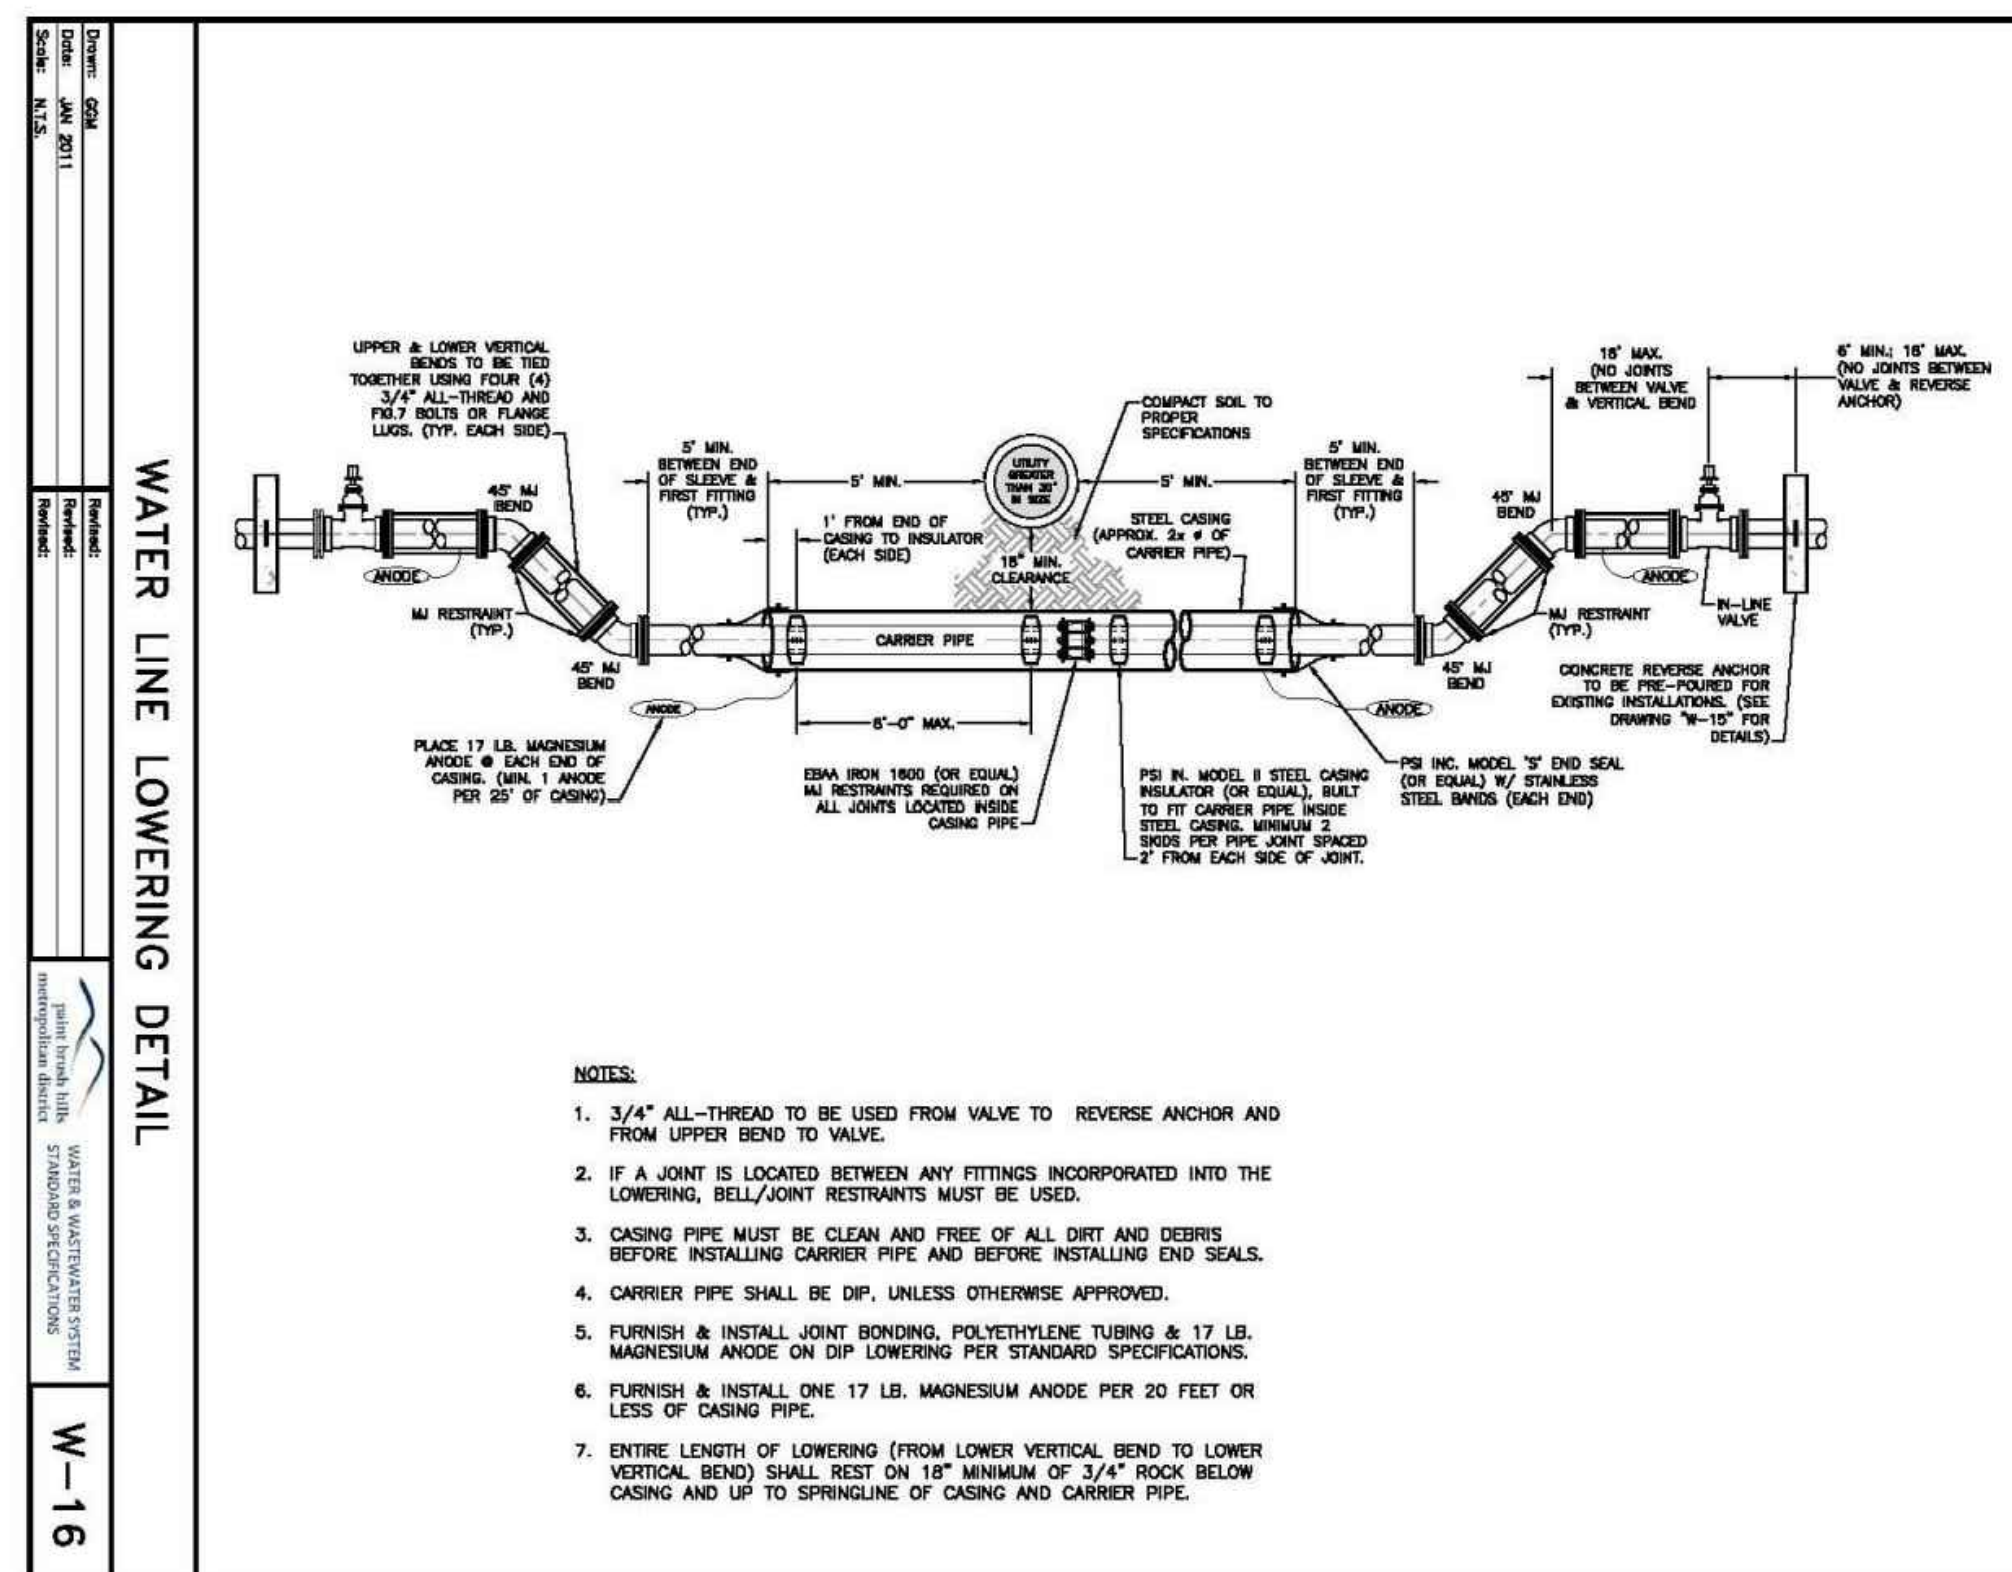 UPPER & LOWER VERTICAL
BENDS TO BE TIED
TOGETHER USING FOUR (4)
3/4" ALL-THREAD AND
FIG.7 BOLTS OR FLANGE
LUGS. (TYP. EACH SIDE)
45° MJ
BEND
5' MIN.
BETWEEN END
OF SLEEVE &
FIRST FITTING
(TYP.)
5' MIN.
UTILITY
GREATER
THAN 30"
IN SIZE
COMPACT SOIL TO
PROPER
SPECIFICATIONS
5' MIN.
5' MIN.
BETWEEN END
OF SLEEVE &
FIRST FITTING
(TYP.)
18' MAX.
(NO JOINTS
BETWEEN VALVE
& VERTICAL BEND
6' MIN.; 18' MAX.
(NO JOINTS BETWEEN
VALVE & REVERSE
ANCHOR)
45° MJ
BEND
1' FROM END OF
CASING TO INSULATOR
(EACH SIDE)
18" MIN.
CLEARANCE
STEEL CASING
(APPROX. 2x ø OF
CARRIER PIPE)
ANODE
ANODE
MJ RESTRAINT
(TYP.)
MJ RESTRAINT
(TYP.)
IN-LINE
VALVE
CARRIER PIPE
45° MJ
BEND
45° MJ
BEND
CONCRETE REVERSE ANCHOR
TO BE PRE-POURED FOR
EXISTING INSTALLATIONS. (SEE
DRAWING "W-15" FOR
DETAILS)
ANODE
ANODE
6'-0" MAX.
PLACE 17 LB. MAGNESIUM
ANODE @ EACH END OF
CASING. (MIN. 1 ANODE
PER 25' OF CASING)
EBAA IRON 1600 (OR EQUAL)
MJ RESTRAINTS REQUIRED ON
ALL JOINTS LOCATED INSIDE
CASING PIPE
PSI IN. MODEL II STEEL CASING
INSULATOR (OR EQUAL), BUILT
TO FIT CARRIER PIPE INSIDE
STEEL CASING. MINIMUM 2
SKIDS PER PIPE JOINT SPACED
2' FROM EACH SIDE OF JOINT.
PSI INC. MODEL 'S' END SEAL
(OR EQUAL) W/ STAINLESS
STEEL BANDS (EACH END)
NOTES:
1. 3/4" ALL-THREAD TO BE USED FROM VALVE TO REVERSE ANCHOR AND
FROM UPPER BEND TO VALVE.
2. IF A JOINT IS LOCATED BETWEEN ANY FITTINGS INCORPORATED INTO THE
LOWERING, BELL/JOINT RESTRAINTS MUST BE USED.
3. CASING PIPE MUST BE CLEAN AND FREE OF ALL DIRT AND DEBRIS
BEFORE INSTALLING CARRIER PIPE AND BEFORE INSTALLING END SEALS.
4. CARRIER PIPE SHALL BE DIP, UNLESS OTHERWISE APPROVED.
5. FURNISH & INSTALL JOINT BONDING, POLYETHYLENE TUBING & 17 LB.
MAGNESIUM ANODE ON DIP LOWERING PER STANDARD SPECIFICATIONS.
6. FURNISH & INSTALL ONE 17 LB. MAGNESIUM ANODE PER 20 FEET OR
LESS OF CASING PIPE.
7. ENTIRE LENGTH OF LOWERING (FROM LOWER VERTICAL BEND TO LOWER
VERTICAL BEND) SHALL REST ON 18" MINIMUM OF 3/4" ROCK BELOW
CASING AND UP TO SPRINGLINE OF CASING AND CARRIER PIPE.
WATER LINE LOWERING DETAIL
Drawn: GGM
Date: JAN 2011
Scale: N.T.S.
Revised:
Revised:
Revised:
paint brush hills
metropolitan district
WATER & WASTEWATER SYSTEM
STANDARD SPECIFICATIONS
W-16